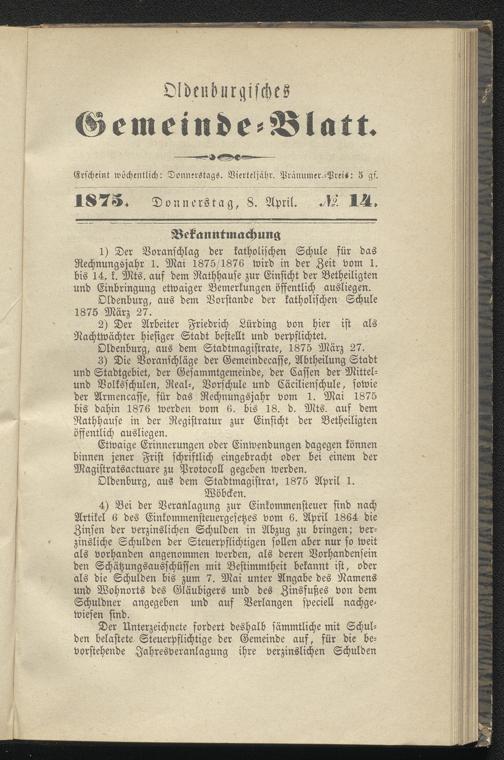 Oldenburgisches
Gemeinde-Blatt.
Erscheint wöchentlich: Donnerstags. Vierteljähr. Pränumer.-Preis: 5 gſ.
1875. Donnerstag, 8. April. № 14.
Bekanntmachung
1) Der Voranschlag der katholischen Schule für das
Rechnungsjahr 1. Mai 1875/1876 wird in der Zeit vom 1.
bis 14. k. Mts. auf dem Rathhause zur Einsicht der Betheiligten
und Einbringung etwaiger Bemerkungen öffentlich ausliegen.
Oldenburg, aus dem Vorstande der katholischen Schule
1875 März 27.
2) Der Arbeiter Friedrich Lürding von hier ist als
Nachtwächter hiesiger Stadt bestellt und verpflichtet.
Oldenburg, aus dem Stadtmagistrate, 1875 März 27.
3) Die Voranschläge der Gemeindecasse, Abtheilung Stadt
und Stadtgebiet, der Gesammtgemeinde, der Cassen der Mittel-
und Volksschulen, Real-, Vorschule und Cäcilienschule, sowie
der Armencasse, für das Rechnungsjahr vom 1. Mai 1875
bis dahin 1876 werden vom 6. bis 18. d. Mts. auf dem
Rathhause in der Registratur zur Einsicht der Betheiligten
öffentlich ausliegen.
Etwaige Erinnerungen oder Einwendungen dagegen können
binnen jener Frist schriftlich eingebracht oder bei einem der
Magistratsactuare zu Protocoll gegeben werden.
Oldenburg, aus dem Stadtmagistrat, 1875 April 1.
Wöbcken.
4) Bei der Veranlagung zur Einkommensteuer sind nach
Artikel 6 des Einkommensteuergesetzes vom 6. April 1864 die
Zinsen der verzinslichen Schulden in Abzug zu bringen; ver-
zinsliche Schulden der Steuerpflichtigen sollen aber nur so weit
als vorhanden angenommen werden, als deren Vorhandensein
den Schätzungsausschüssen mit Bestimmtheit bekannt ist, oder
als die Schulden bis zum 7. Mai unter Angabe des Namens
und Wohnorts des Gläubigers und des Zinsfußes von dem
Schuldner angegeben und auf Verlangen speciell nachge-
wiesen sind.
Der Unterzeichnete fordert deshalb sämmtliche mit Schul-
den belastete Steuerpflichtige der Gemeinde auf, für die be-
vorstehende Jahresveranlagung ihre verzinslichen Schulden